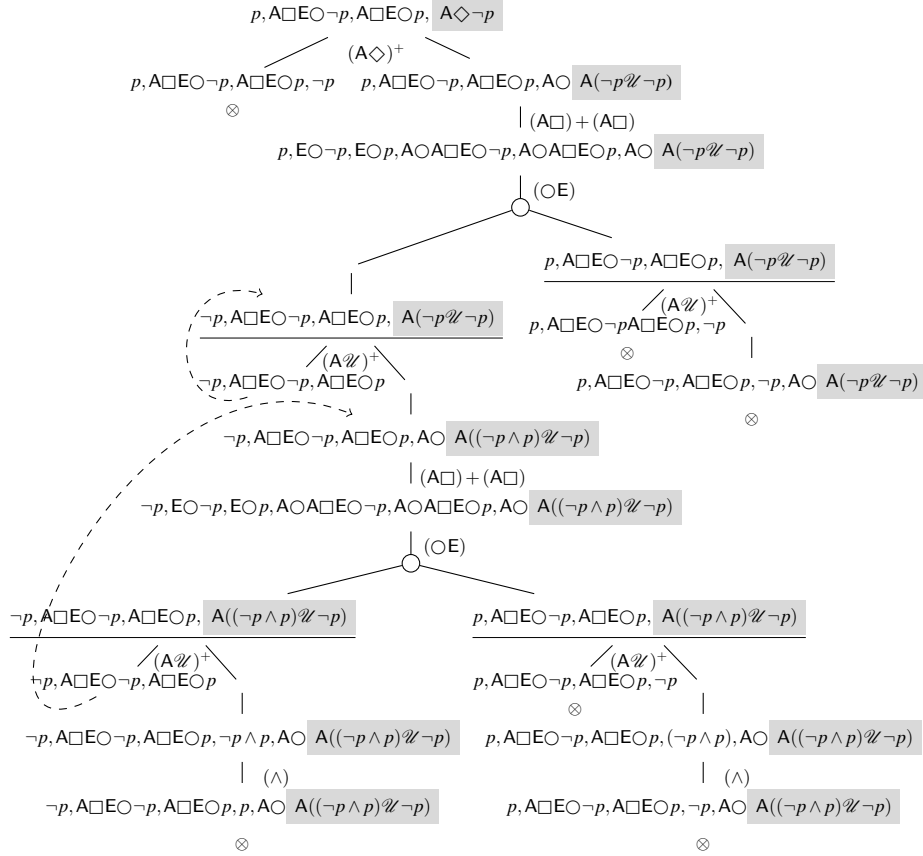 p, A□E○¬p, A□E○p, A◇¬p
(A◇)⁺
p, A□E○¬p, A□E○p, ¬p p, A□E○¬p, A□E○p, A○ A(¬p𝒰¬p)
⊗
(A□) + (A□)
p, E○¬p, E○p, A○A□E○¬p, A○A□E○p, A○ A(¬p𝒰¬p)
(○E)
p, A□E○¬p, A□E○p, A(¬p𝒰¬p)
¬p, A□E○¬p, A□E○p, A(¬p𝒰¬p)
(A𝒰)⁺
p, A□E○¬pA□E○p, ¬p
⊗
(A𝒰)⁺
¬p, A□E○¬p, A□E○p
p, A□E○¬p, A□E○p, ¬p, A○ A(¬p𝒰¬p)
⊗
¬p, A□E○¬p, A□E○p, A○ A((¬p∧p)𝒰¬p)
(A□) + (A□)
¬p, E○¬p, E○p, A○A□E○¬p, A○A□E○p, A○ A((¬p∧p)𝒰¬p)
(○E)
¬p, A□E○¬p, A□E○p, A((¬p∧p)𝒰¬p) p, A□E○¬p, A□E○p, A((¬p∧p)𝒰¬p)
(A𝒰)⁺ (A𝒰)⁺
¬p, A□E○¬p, A□E○p p, A□E○¬p, A□E○p, ¬p
⊗
¬p, A□E○¬p, A□E○p, ¬p∧p, A○ A((¬p∧p)𝒰¬p) p, A□E○¬p, A□E○p, (¬p∧p), A○ A((¬p∧p)𝒰¬p)
(∧) (∧)
¬p, A□E○¬p, A□E○p, p, A○ A((¬p∧p)𝒰¬p) p, A□E○¬p, A□E○p, ¬p, A○ A((¬p∧p)𝒰¬p)
⊗ ⊗